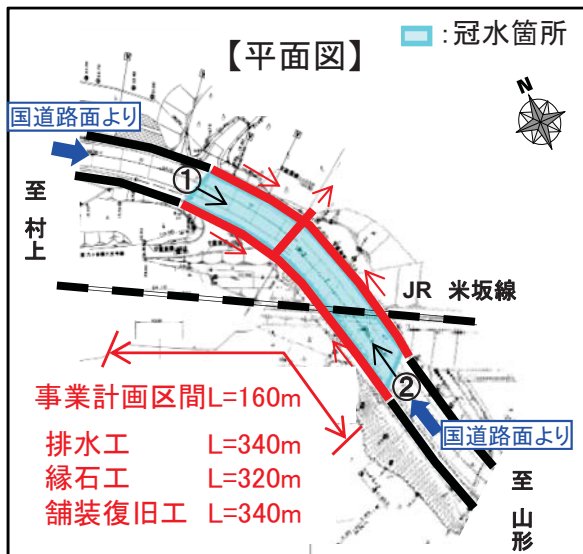 【平面図】
：冠水箇所
N
国道路面より
①
至 村上
JR 米坂線
②
国道路面より
至 山形
事業計画区間L=160m
排水工 L=340m
縁石工 L=320m
舗装復旧工 L=340m